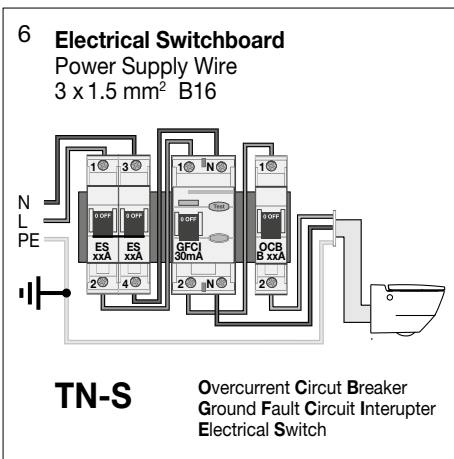 6 Electrical Switchboard
Power Supply Wire
3 x 1.5 mm² B16
1 3 1 N 1
Test
N
L
PE
0 OFF 0 OFF 0 OFF 0 OFF
ES ES GFCI OCB
xxA xxA 30mA B xxA
2 4 2 N 2
TN-S
Overcurrent Circut Breaker
Ground Fault Circuit Interupter
Electrical Switch